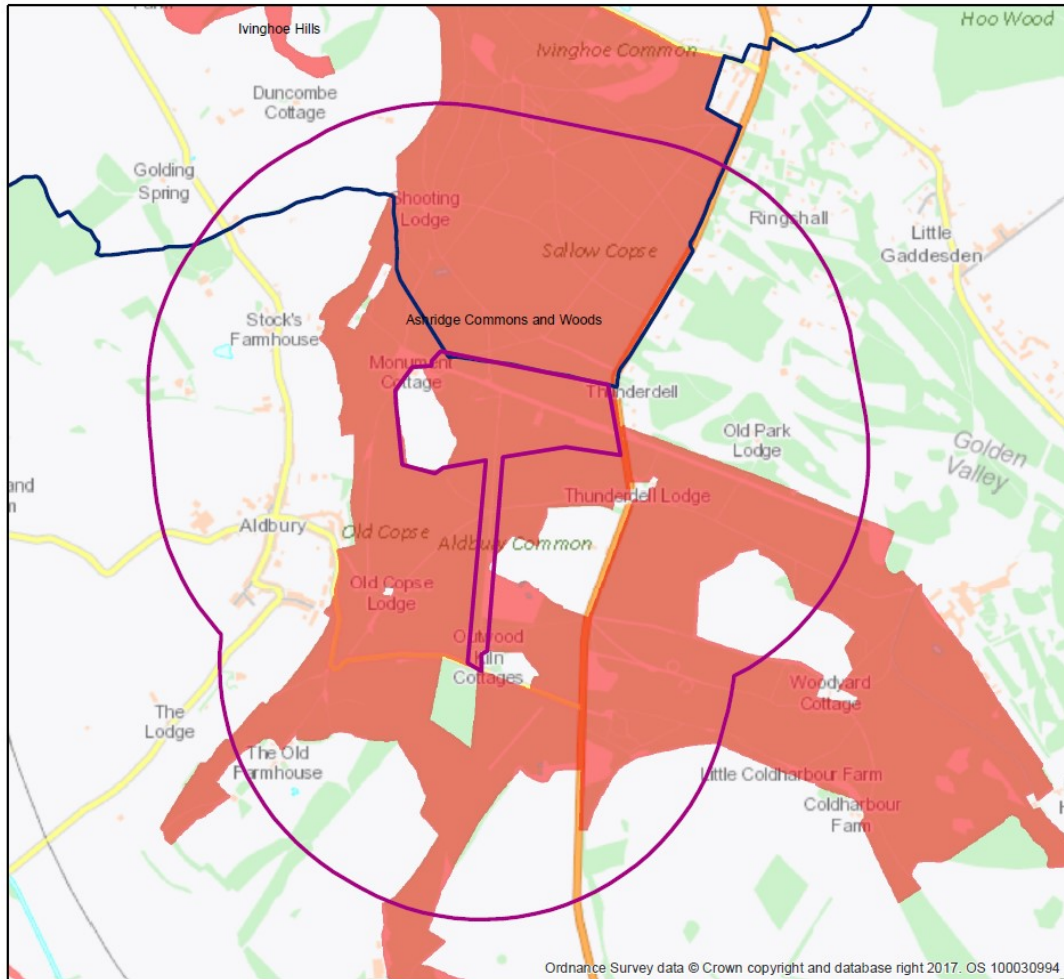 Farm
Ivinghoe Hills
Hoo Wood
Ivinghoe Common
Duncombe
Cottage
Golding
Spring
Shooting
Lodge
Ringshall
Little
Gaddesden
Sallow Copse
Stock's
Farmhouse
Ashridge Commons and Woods
Monument
Cottage
Thunderdell
Old Park
Lodge
Golden
Valley
and
Thunderdell Lodge
Aldbury
Old Copse
Aldbury Common
Old Copse
Lodge
Outwood
Kiln
Cottages
Woodyard
Cottage
The
Lodge
The Old
Farmhouse
Little Coldharbour Farm
Coldharbour
Farm
H
Ordnance Survey data © Crown copyright and database right 2017. OS 100030994